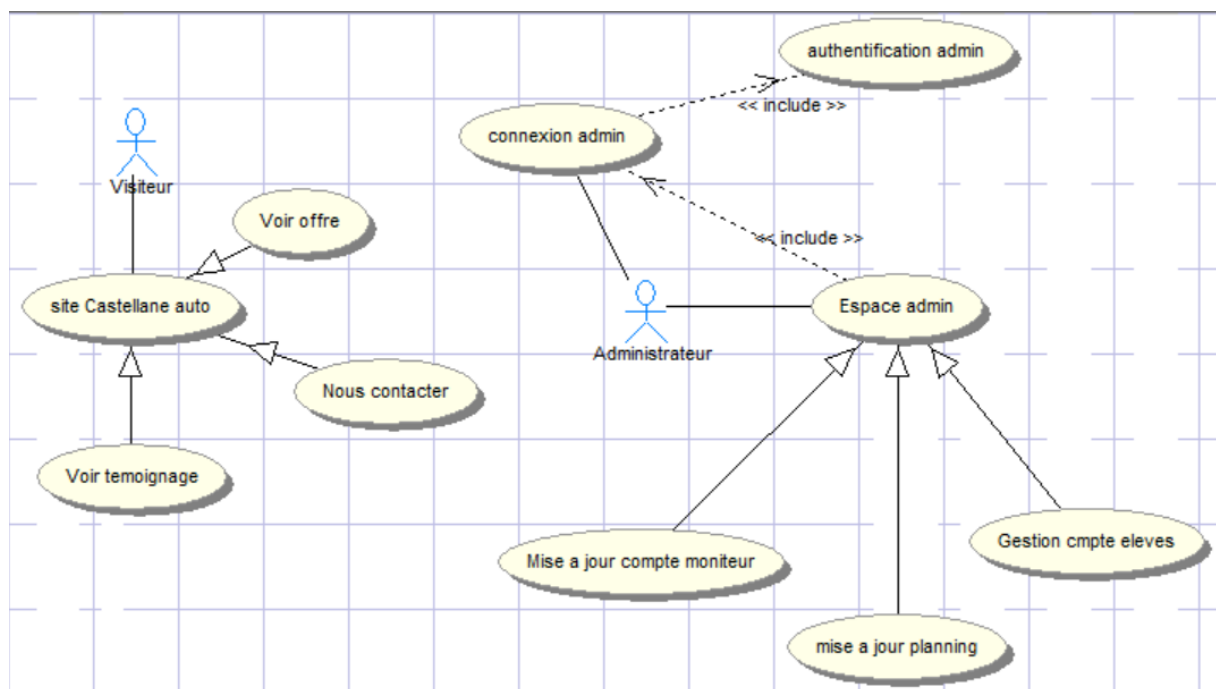 authentification admin
<< include >>
connexion admin
Visiteur
Voir offre
<< include >>
site Castellane auto
Espace admin
Administrateur
Nous contacter
Voir temoignage
Gestion cmpte eleves
Mise a jour compte moniteur
mise a jour planning